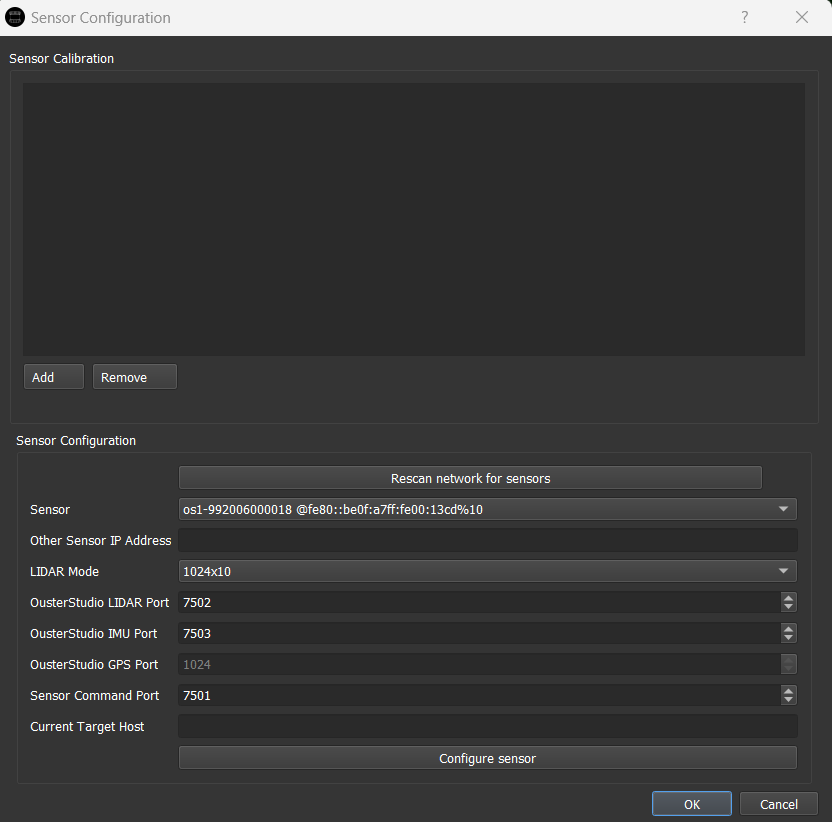 Sensor Configuration
?
Sensor Calibration
Add Remove
Sensor Configuration
Rescan network for sensors
Sensor os1-992006000018 @fe80::be0f:a7ff:fe00:13cd%10
Other Sensor IP Address
LIDAR Mode 1024x10
OusterStudio LIDAR Port 7502
OusterStudio IMU Port 7503
OusterStudio GPS Port 1024
Sensor Command Port 7501
Current Target Host
Configure sensor
OK Cancel